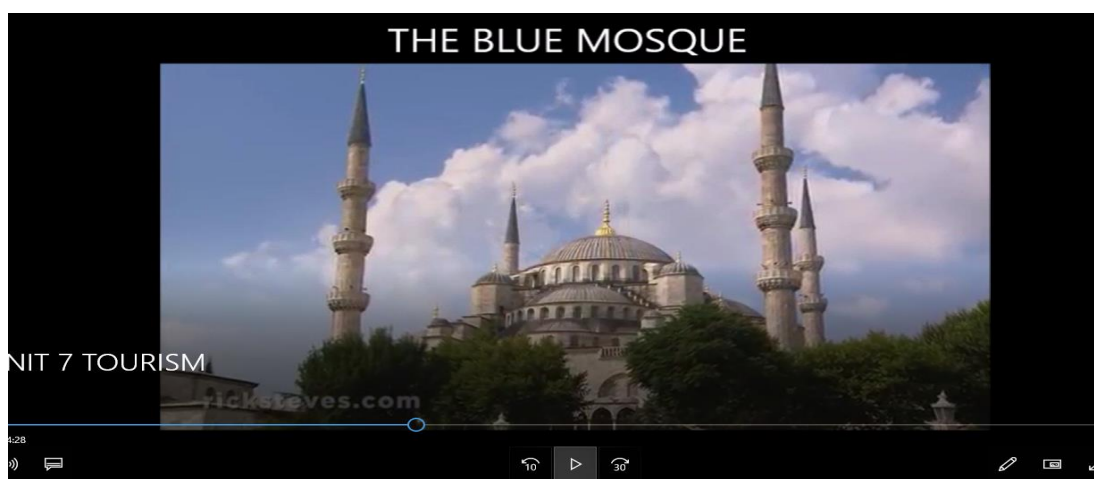 THE BLUE MOSQUE
NIT 7 TOURISM
ricksteves.com
4:28
10
30